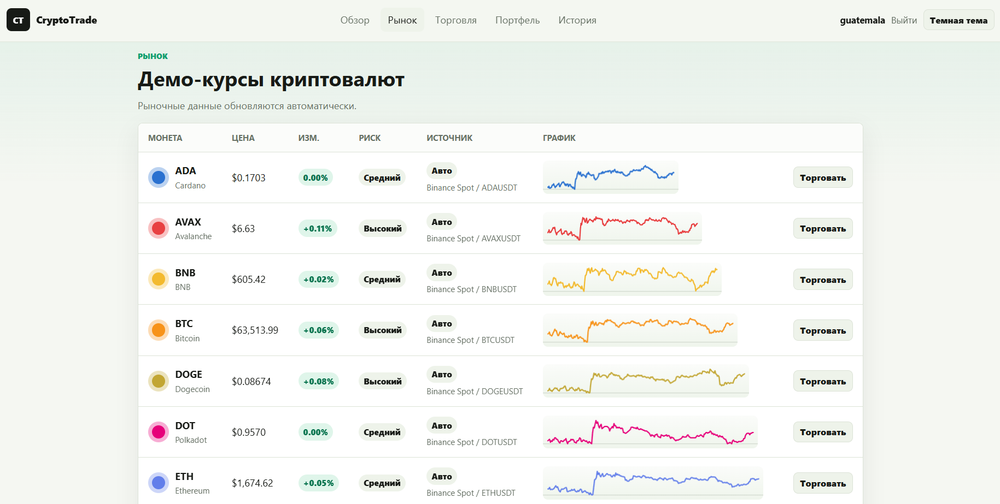 CT CryptoTrade Обзор Рынок Торговля Портфель История guatemala Выйти Темная тема
РЫНОК
Демо-курсы криптовалют
Рыночные данные обновляются автоматически.
МОНЕТА ЦЕНА ИЗМ. РИСК ИСТОЧНИК ГРАФИК
ADA Cardano $0.1703 0.00% Средний Авто Binance Spot / ADAUSDT Торговать
AVAX Avalanche $6.63 +0.11% Высокий Авто Binance Spot / AVAXUSDT Торговать
BNB BNB $605.42 +0.02% Средний Авто Binance Spot / BNBUSDT Торговать
BTC Bitcoin $63,513.99 +0.06% Высокий Авто Binance Spot / BTCUSDT Торговать
DOGE Dogecoin $0.08674 +0.08% Высокий Авто Binance Spot / DOGEUSDT Торговать
DOT Polkadot $0.9570 0.00% Средний Авто Binance Spot / DOTUSDT Торговать
ETH Ethereum $1,674.62 +0.05% Средний Авто Binance Spot / ETHUSDT Торговать